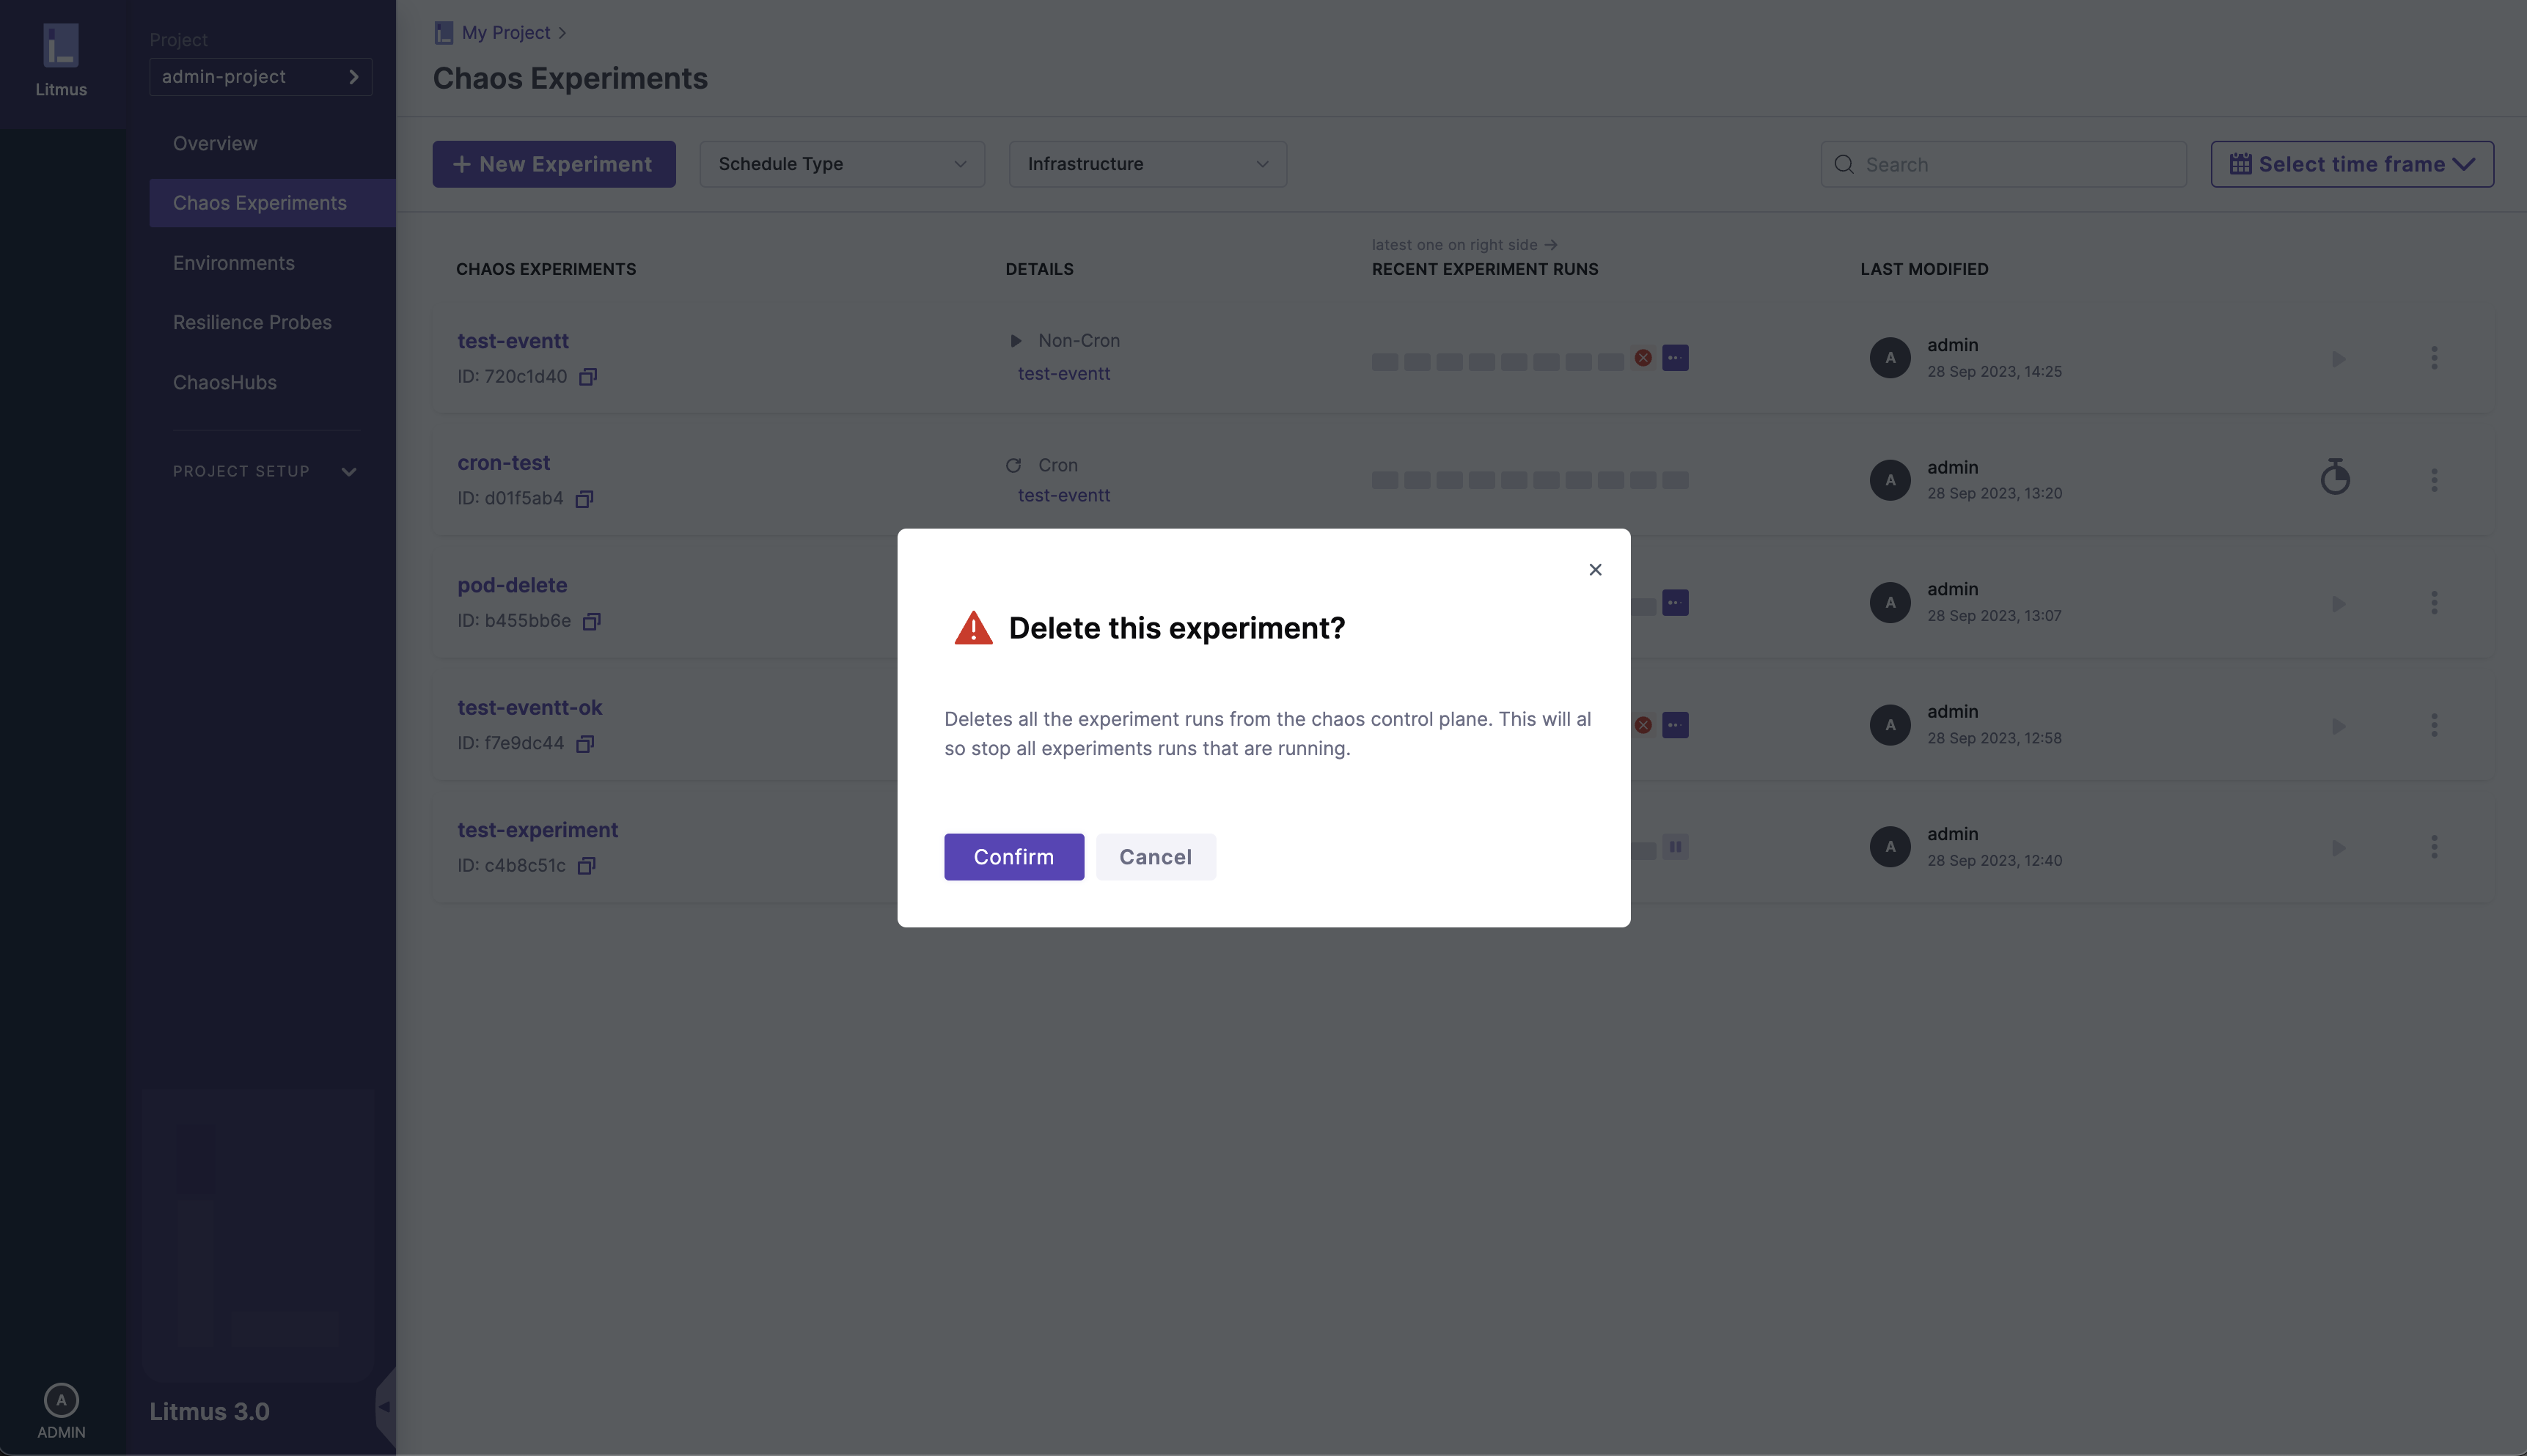 Litmus
ADMIN
Project
admin-project
Overview
Chaos Experiments
Environments
Resilience Probes
ChaosHubs
PROJECT SETUP
Litmus 3.0
My Project
Chaos Experiments
+ New Experiment
Schedule Type
Infrastructure
Search
Select time frame
latest one on right side →
CHAOS EXPERIMENTS DETAILS RECENT EXPERIMENT RUNS LAST MODIFIED
test-eventt
ID: 720c1d40
Non-Cron
test-eventt
A
admin
28 Sep 2023, 14:25
cron-test
ID: d01f5ab4
Cron
test-eventt
A
admin
28 Sep 2023, 13:20
pod-delete
ID: b455bb6e
A
admin
28 Sep 2023, 13:07
test-eventt-ok
ID: f7e9dc44
A
admin
28 Sep 2023, 12:58
test-experiment
ID: c4b8c51c
A
admin
28 Sep 2023, 12:40
Delete this experiment?
Deletes all the experiment runs from the chaos control plane. This will al
so stop all experiments runs that are running.
Confirm
Cancel
A